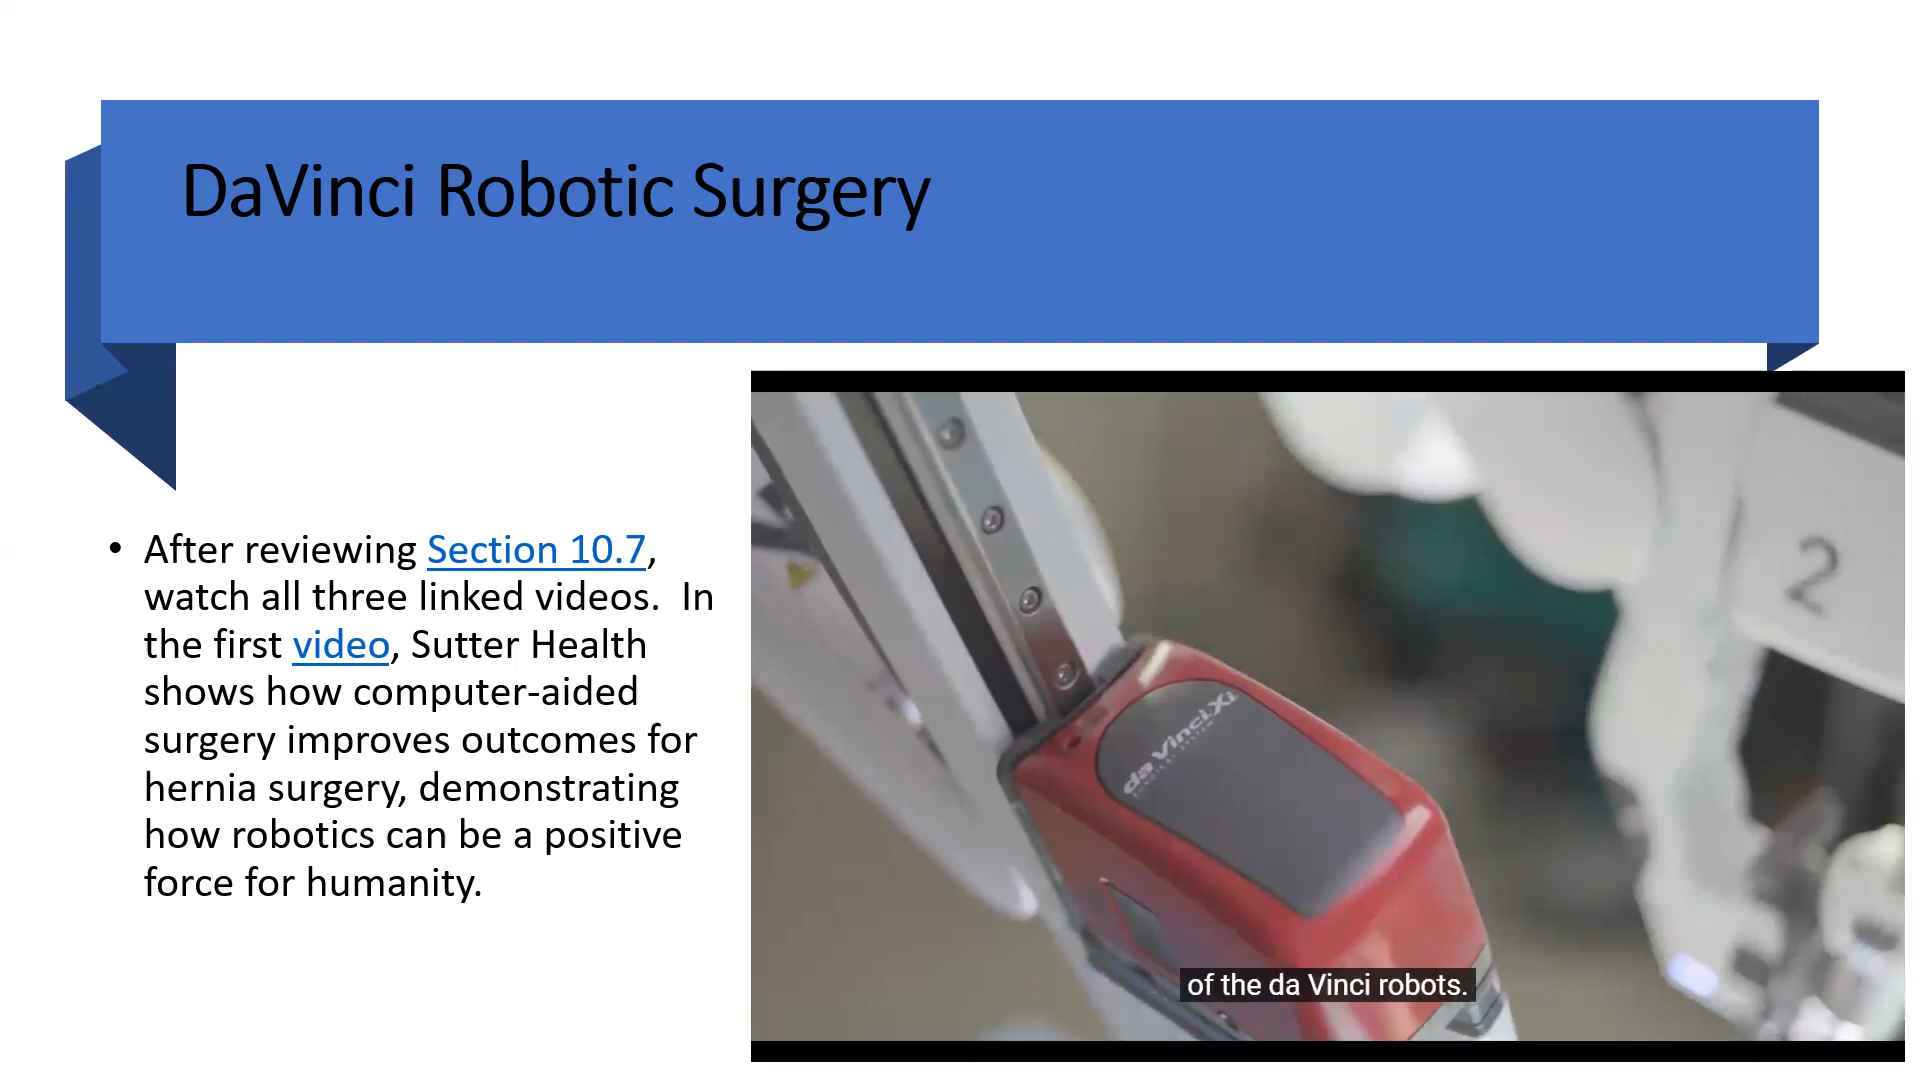 DaVinci Robotic Surgery
• After reviewing Section 10.7,
watch all three linked videos.  In
the first video, Sutter Health
shows how computer-aided
surgery improves outcomes for
hernia surgery, demonstrating
how robotics can be a positive
force for humanity.
2
da Vinci Xi
of the da Vinci robots.